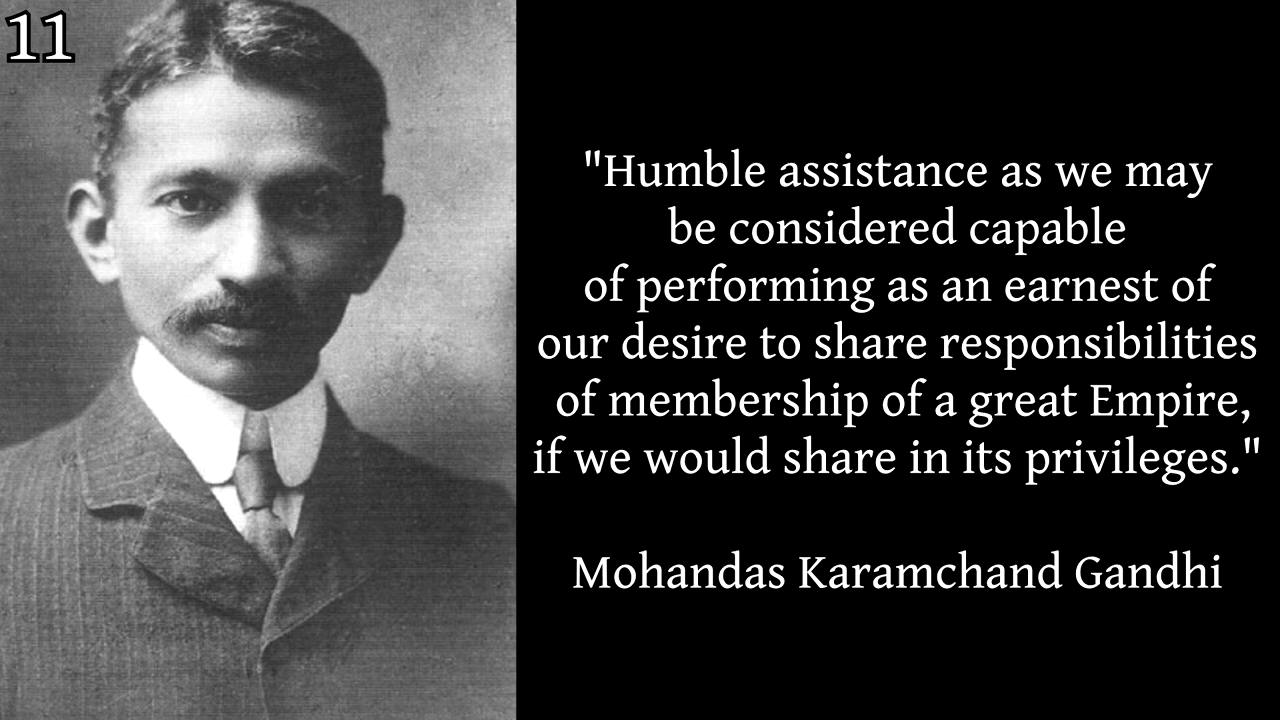 11
"Humble assistance as we may
be considered capable
of performing as an earnest of
our desire to share responsibilities
of membership of a great Empire,
if we would share in its privileges."
Mohandas Karamchand Gandhi